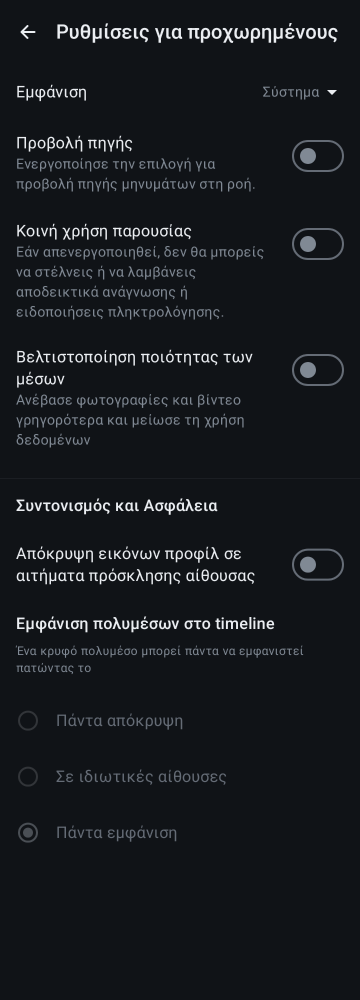 Ρυθμίσεις για προχωρημένους
Εμφάνιση
Σύστημα
Προβολή πηγής
Ενεργοποίησε την επιλογή για
προβολή πηγής μηνυμάτων στη ροή.
Κοινή χρήση παρουσίας
Εάν απενεργοποιηθεί, δεν θα μπορείς
να στέλνεις ή να λαμβάνεις
αποδεικτικά ανάγνωσης ή
ειδοποιήσεις πληκτρολόγησης.
Βελτιστοποίηση ποιότητας των
μέσων
Ανέβασε φωτογραφίες και βίντεο
γρηγορότερα και μείωσε τη χρήση
δεδομένων
Συντονισμός και Ασφάλεια
Απόκρυψη εικόνων προφίλ σε
αιτήματα πρόσκλησης αίθουσας
Εμφάνιση πολυμέσων στο timeline
Ένα κρυφό πολυμέσο μπορεί πάντα να εμφανιστεί
πατώντας το
Πάντα απόκρυψη
Σε ιδιωτικές αίθουσες
Πάντα εμφάνιση